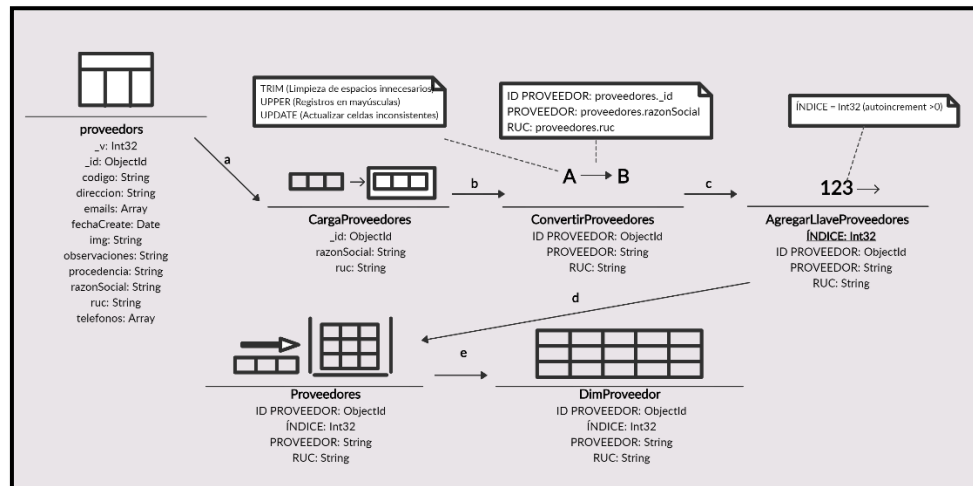 proveedors
_v: Int32
_id: ObjectId
codigo: String
direccion: String
emails: Array
fechaCreate: Date
img: String
observaciones: String
procedencia: String
razonSocial: String
ruc: String
telefonos: Array
a
TRIM (Limpieza de espacios innecesarios)
UPPER (Registros en mayúsculas)
UPDATE (Actualizar celdas inconsistentes)
CargaProveedores
_id: ObjectId
razonSocial: String
ruc: String
b
ID PROVEEDOR: proveedores._id
PROVEEDOR: proveedores.razonSocial
RUC: proveedores.ruc
A → B
ConvertirProveedores
ID PROVEEDOR: ObjectId
PROVEEDOR: String
RUC: String
c
ÍNDICE – Int32 (autoincrement >0)
123 →
AgregarLlaveProveedores
ÍNDICE: Int32
ID PROVEEDOR: ObjectId
PROVEEDOR: String
RUC: String
d
Proveedores
ID PROVEEDOR: ObjectId
ÍNDICE: Int32
PROVEEDOR: String
RUC: String
e
DimProveedor
ID PROVEEDOR: ObjectId
ÍNDICE: Int32
PROVEEDOR: String
RUC: String